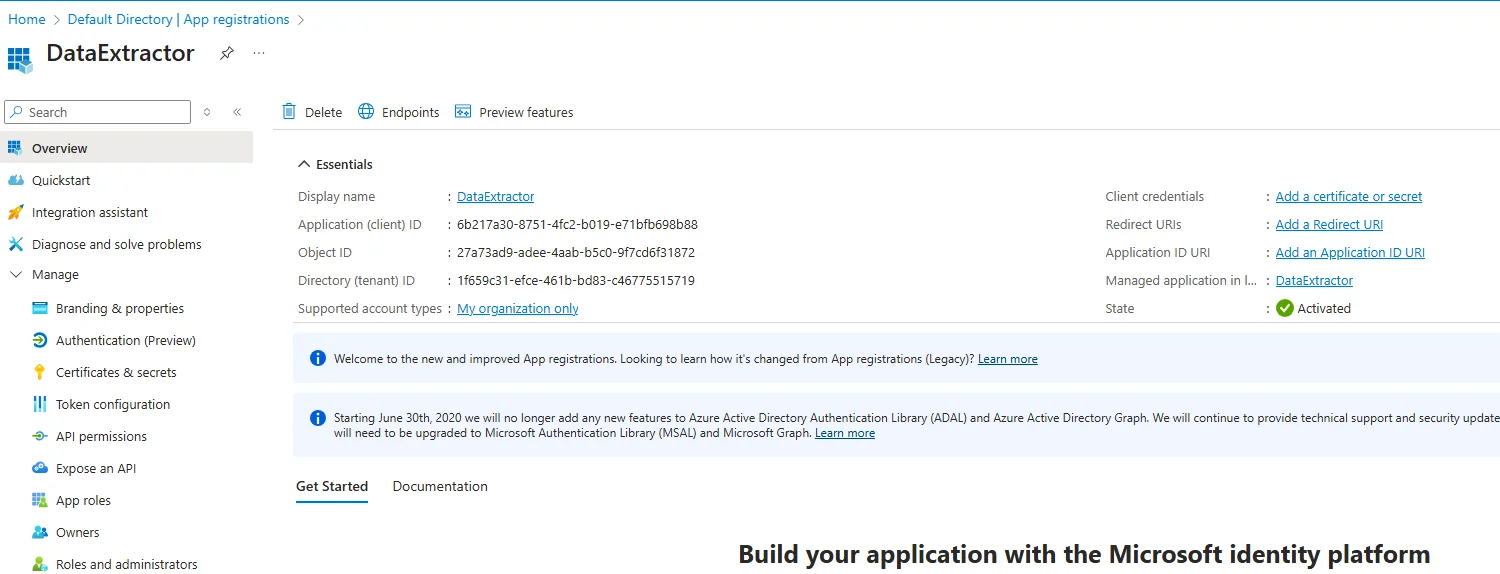 Home > Default Directory | App registrations >
DataExtractor
Search
Overview
Quickstart
Integration assistant
Diagnose and solve problems
Manage
Branding & properties
Authentication (Preview)
Certificates & secrets
Token configuration
API permissions
Expose an API
App roles
Owners
Roles and administrators
Delete Endpoints Preview features
Essentials
Display name : DataExtractor
Application (client) ID : 6b217a30-8751-4fc2-b019-e71bfb698b88
Object ID : 27a73ad9-adee-4aab-b5c0-9f7cd6f31872
Directory (tenant) ID : 1f659c31-efce-461b-bd83-c46775515719
Supported account types : My organization only
Client credentials : Add a certificate or secret
Redirect URIs : Add a Redirect URI
Application ID URI : Add an Application ID URI
Managed application in l... : DataExtractor
State : Activated
Welcome to the new and improved App registrations. Looking to learn how it's changed from App registrations (Legacy)? Learn more
Starting June 30th, 2020 we will no longer add any new features to Azure Active Directory Authentication Library (ADAL) and Azure Active Directory Graph. We will continue to provide technical support and security update
will need to be upgraded to Microsoft Authentication Library (MSAL) and Microsoft Graph. Learn more
Get Started Documentation
Build your application with the Microsoft identity platform